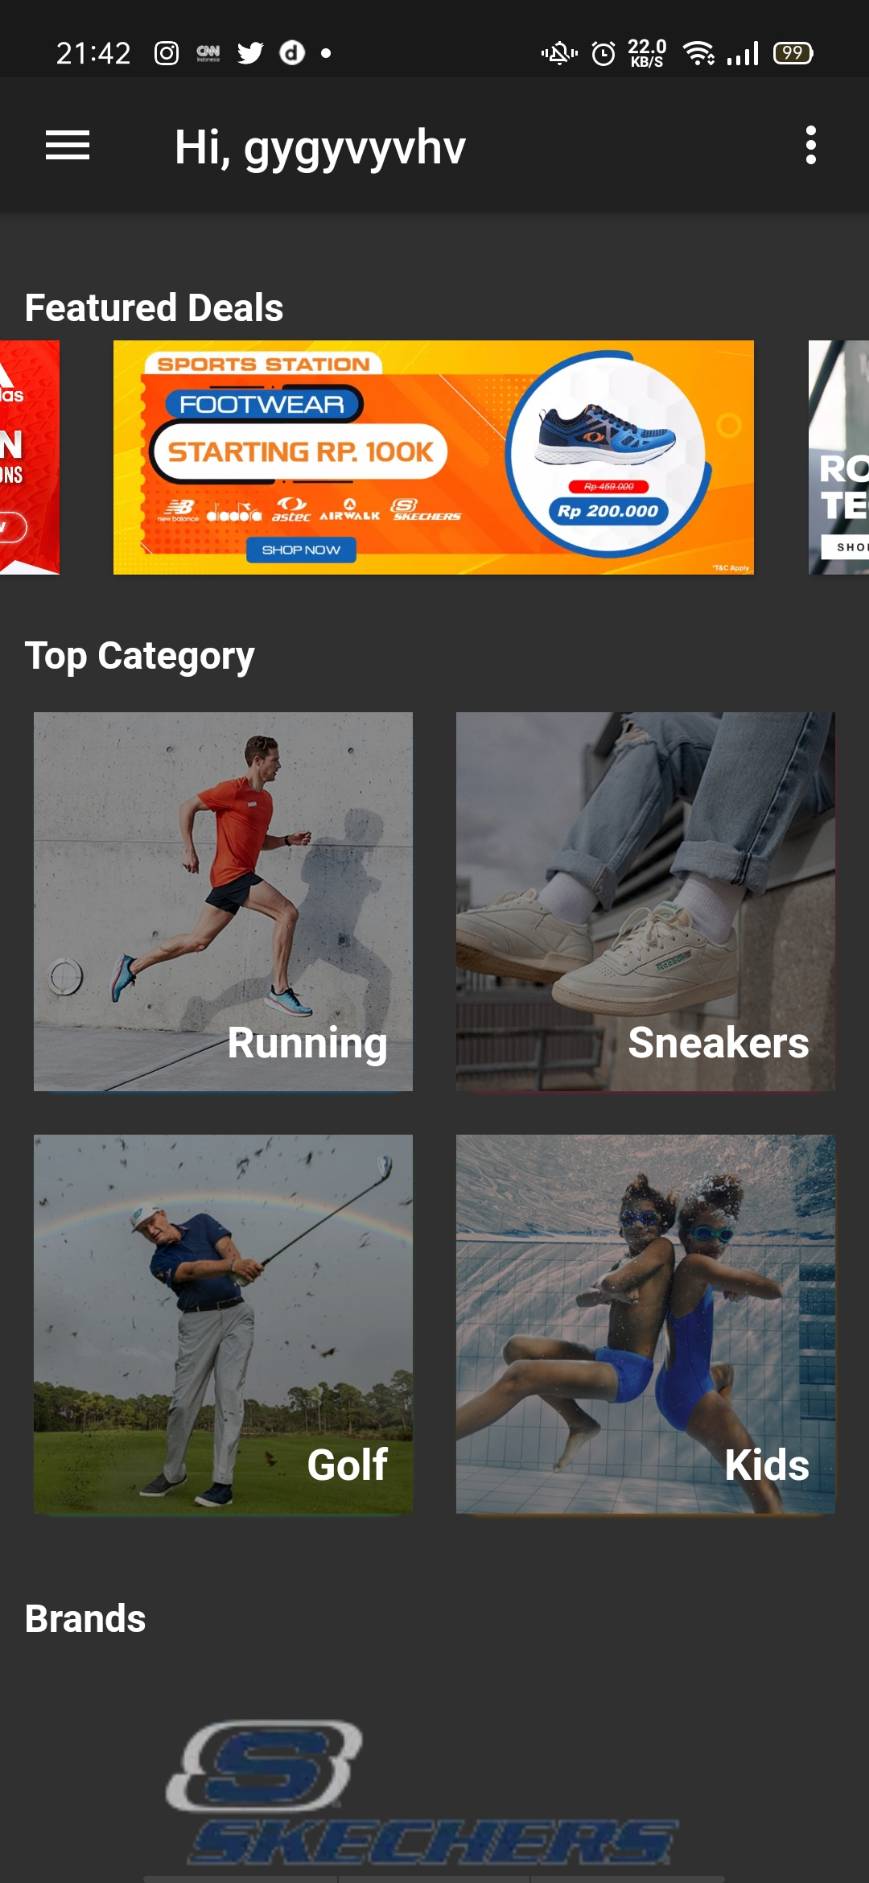 21:42
CNN
Indonesia
22.0
KB/S
99
Hi, gygyvyvhv
Featured Deals
das
N
ONS
W
SPORTS STATION
FOOTWEAR
STARTING RP. 100K
new balance diadora astec AIRWALK SKECHERS
SHOP NOW
Rp 469.000
Rp 200.000
*T&C Apply
RO
TE
SHO
Top Category
Running
Sneakers
Golf
Kids
Brands
SKECHERS